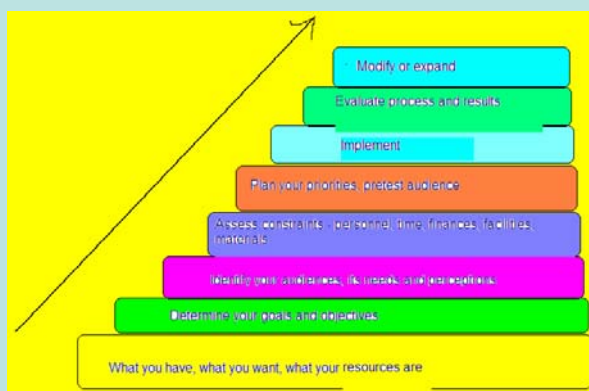 Modify or expand
Evaluate process and results
Implement
Plan your priorities, pretest audience
Assess constraints - personnel, time, finances, facilities,
materials
Identify your audiences, its needs and perceptions
Determine your goals and objectives
What you have, what you want, what your resources are